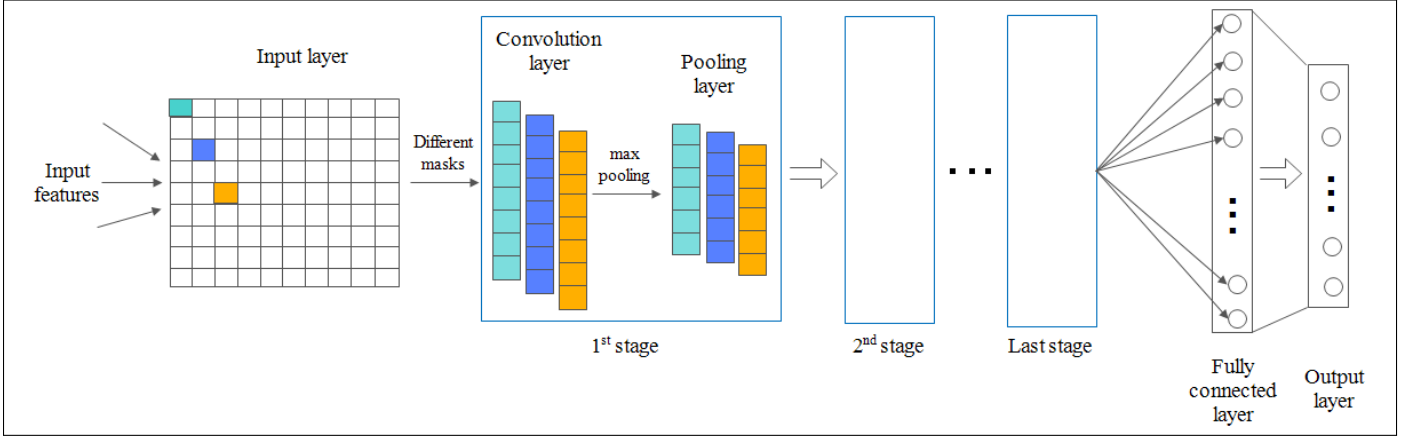 Input layer
Input
features
Different
masks
Convolution
layer
max
pooling
Pooling
layer
1st stage
2nd stage
Last stage
Fully
connected
layer
Output
layer